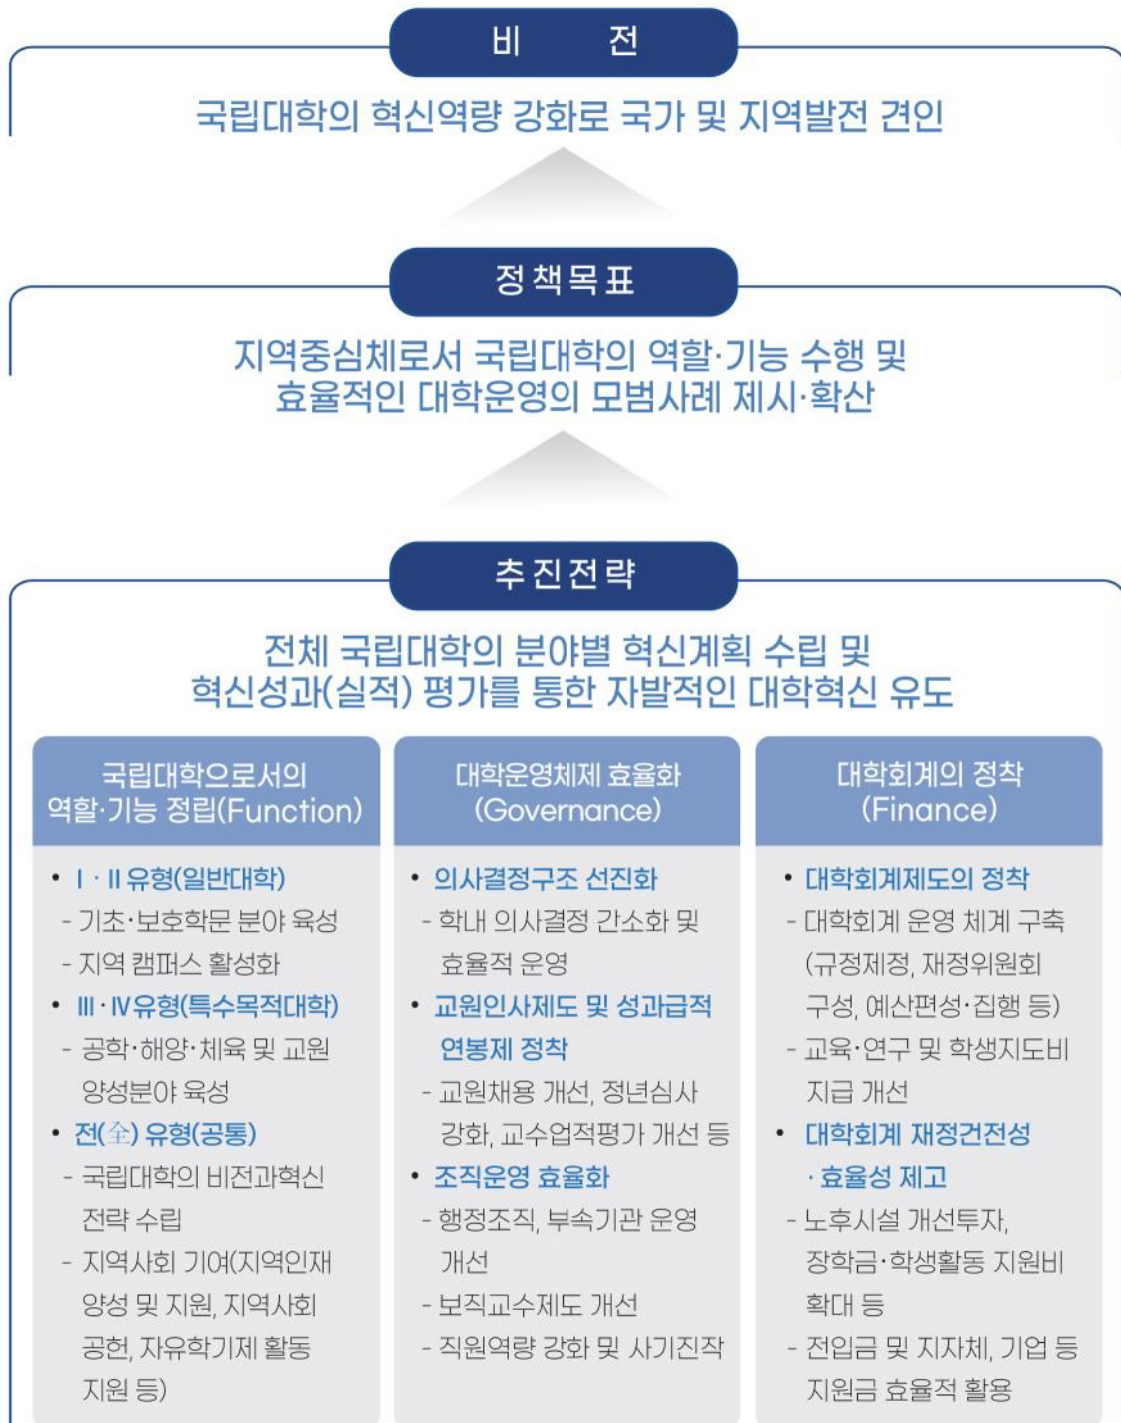 비 전
국립대학의 혁신역량 강화로 국가 및 지역발전 견인
정책목표
지역중심체로서 국립대학의 역할·기능 수행 및
효율적인 대학운영의 모범사례 제시·확산
추진전략
전체 국립대학의 분야별 혁신계획 수립 및
혁신성과(실적) 평가를 통한 자발적인 대학혁신 유도
국립대학으로서의
역할·기능 정립(Function)
• Ⅰ·Ⅱ 유형(일반대학)
- 기초·보호학문 분야 육성
- 지역 캠퍼스 활성화
• Ⅲ·Ⅳ유형(특수목적대학)
- 공학·해양·체육 및 교원
양성분야 육성
• 전(全) 유형(공통)
- 국립대학의 비전과혁신
전략 수립
- 지역사회 기여(지역인재
양성 및 지원, 지역사회
공헌, 자유학기제 활동
지원 등)
대학운영체제 효율화
(Governance)
• 의사결정구조 선진화
- 학내 의사결정 간소화 및
효율적 운영
• 교원인사제도 및 성과급적
연봉제 정착
- 교원채용 개선, 정년심사
강화, 교수업적평가 개선 등
• 조직운영 효율화
- 행정조직, 부속기관 운영
개선
- 보직교수제도 개선
- 직원역량 강화 및 사기진작
대학회계의 정착
(Finance)
• 대학회계제도의 정착
- 대학회계 운영 체계 구축
(규정제정, 재정위원회
구성, 예산편성·집행 등)
- 교육·연구 및 학생지도비
지급 개선
• 대학회계 재정건전성
·효율성 제고
- 노후시설 개선투자,
장학금·학생활동 지원비
확대 등
- 전입금 및 지자체, 기업 등
지원금 효율적 활용